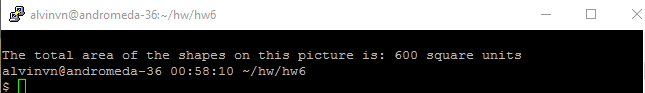 alvinvn@andromeda-36:~/hw/hw6
The total area of the shapes on this picture is: 600 square units
alvinvn@andromeda-36 00:58:10 ~/hw/hw6
$